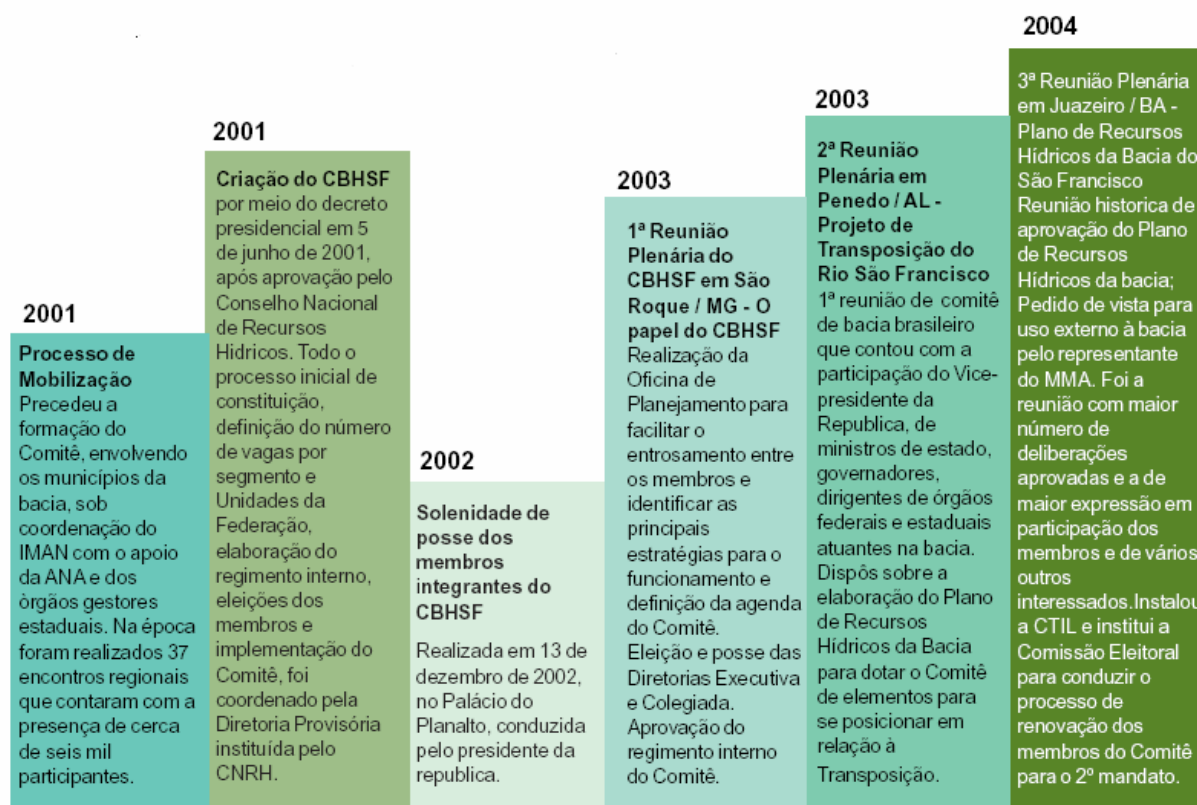 2001
Processo de
Mobilização
Precedeu a
formação do
Comitê, envolvendo
os municípios da
bacia, sob
coordenação do
IMAN com o apoio
da ANA e dos
òrgãos gestores
estaduais. Na época
foram realizados 37
encontros regionais
que contaram com a
presença de cerca
de seis mil
participantes.
2001
Criação do CBHSF
por meio do decreto
presidencial em 5
de junho de 2001,
após aprovação pelo
Conselho Nacional
de Recursos
Hidricos. Todo o
processo inicial de
constituição,
definição do número
de vagas por
segmento e
Unidades da
Federação,
elaboração do
regimento interno,
eleições dos
membros e
implementação do
Comitê, foi
coordenado pela
Diretoria Provisória
instituída pelo
CNRH.
2002
Solenidade de
posse dos
membros
integrantes do
CBHSF
Realizada em 13 de
dezembro de 2002,
no Palácio do
Planalto, conduzida
pelo presidente da
republica.
2003
1ª Reunião
Plenária do
CBHSF em São
Roque / MG - O
papel do CBHSF
Realização da
Oficina de
Planejamento para
facilitar o
entrosamento entre
os membros e
identificar as
principais
estratégias para o
funcionamento e
definição da agenda
do Comitê.
Eleição e posse das
Diretorias Executiva
e Colegiada.
Aprovação do
regimento interno
do Comitê.
2003
2ª Reunião
Plenária em
Penedo / AL -
Projeto de
Transposição do
Rio São Francisco
1ª reunião de comitê
de bacia brasileiro
que contou com a
participação do Vice-
presidente da
Republica, de
ministros de estado,
governadores,
dirigentes de órgãos
federais e estaduais
atuantes na bacia.
Dispôs sobre a
elaboração do Plano
de Recursos
Hídricos da Bacia
para dotar o Comitê
de elementos para
se posicionar em
relação à
Transposição.
2004
3ª Reunião Plenária
em Juazeiro / BA -
Plano de Recursos
Hídricos da Bacia do
São Francisco
Reunião historica de
aprovação do Plano
de Recursos
Hídricos da bacia;
Pedido de vista para
uso externo à bacia
pelo representante
do MMA. Foi a
reunião com maior
número de
deliberações
aprovadas e a de
maior expressão em
participação dos
membros e de vários
outros
interessados.Instalou
a CTIL e institui a
Comissão Eleitoral
para conduzir o
processo de
renovação dos
membros do Comitê
para o 2º mandato.